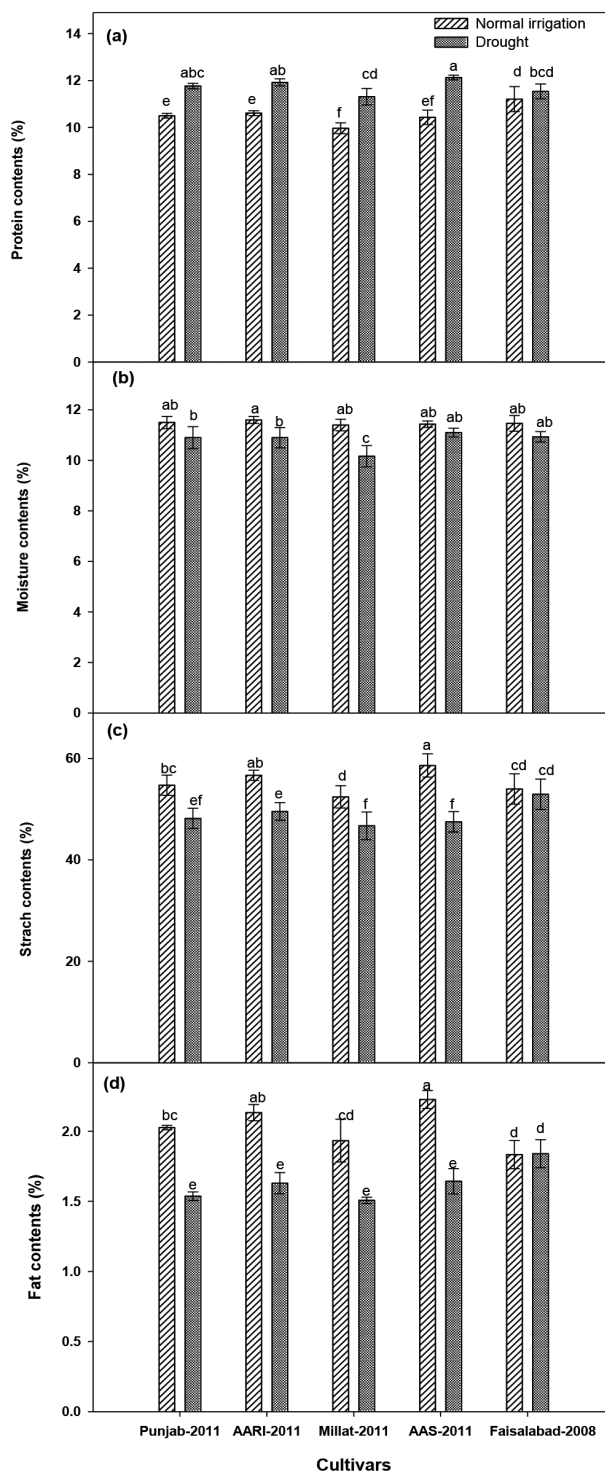 (a)
Normal irrigation
Drought
14
12
10
8
6
4
2
0
Protein contents (%)
e abc e ab f cd ef a d bcd
(b)
12
10
8
6
4
2
0
Moisture contents (%)
ab b a b ab c ab ab ab ab
(c)
60
40
20
0
Strach contents (%)
bc ef ab e d f a f cd cd
(d)
2.0
1.5
1.0
0.5
0.0
Fat contents (%)
bc e ab e cd e a e d d
Punjab-2011 AARI-2011 Millat-2011 AAS-2011 Faisalabad-2008
Cultivars